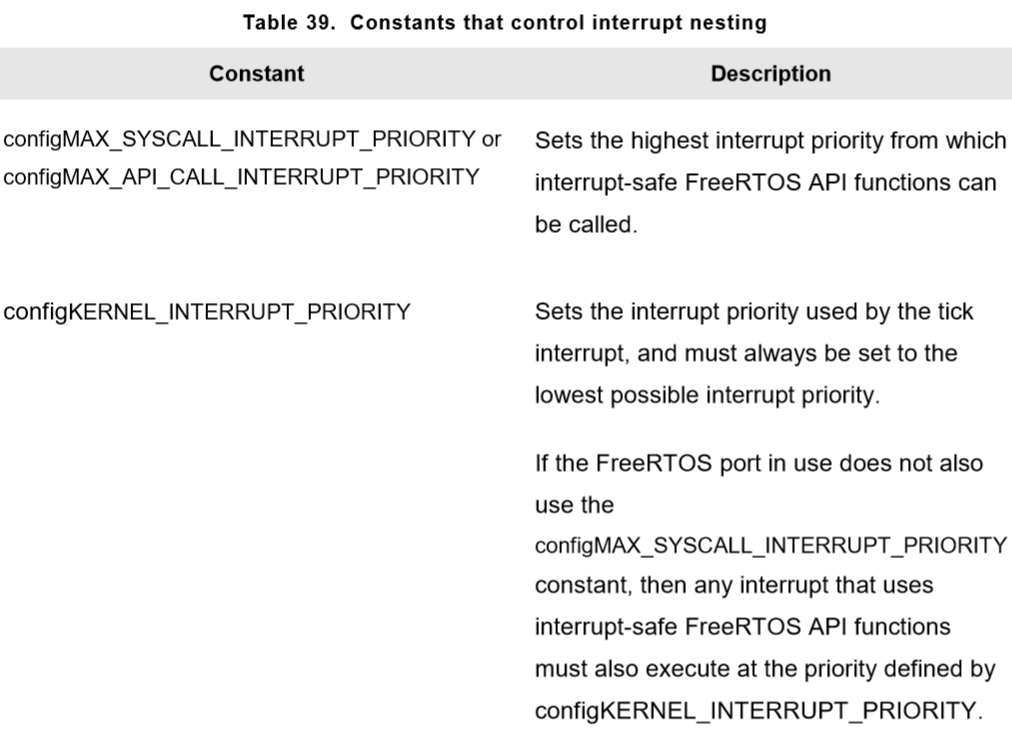 Table 39. Constants that control interrupt nesting
Constant Description
configMAX_SYSCALL_INTERRUPT_PRIORITY or
configMAX_API_CALL_INTERRUPT_PRIORITY
Sets the highest interrupt priority from which
interrupt-safe FreeRTOS API functions can
be called.
configKERNEL_INTERRUPT_PRIORITY
Sets the interrupt priority used by the tick
interrupt, and must always be set to the
lowest possible interrupt priority.
If the FreeRTOS port in use does not also
use the
configMAX_SYSCALL_INTERRUPT_PRIORITY
constant, then any interrupt that uses
interrupt-safe FreeRTOS API functions
must also execute at the priority defined by
configKERNEL_INTERRUPT_PRIORITY.